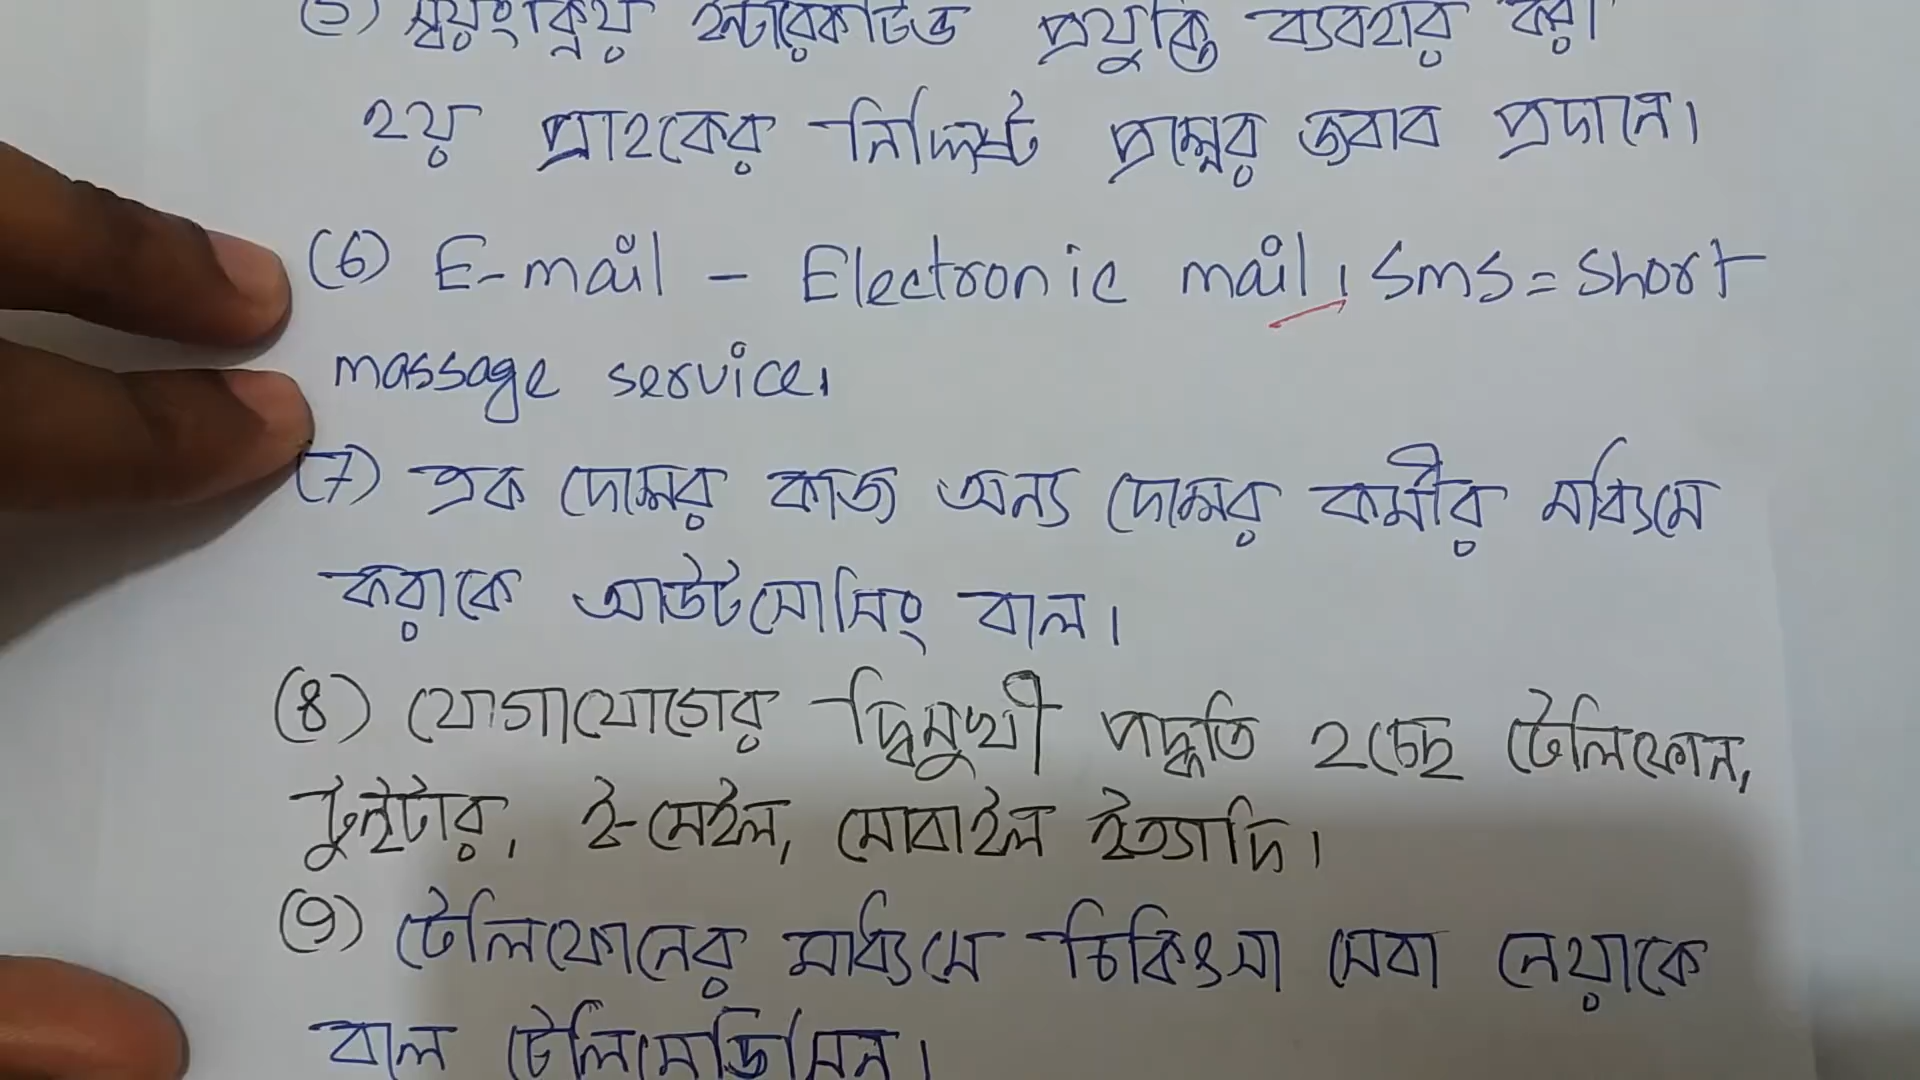 (5) স্বয়ংক্রিয় ইন্টারেকটিভ প্রযুক্তি ব্যবহার করা
হয় গ্রাহকের নির্দিষ্ট প্রশ্নের জবাব প্রদানে।
(6) E-mail - Electronic mail। Sms = Short
massage service।
(7) এক দেশের কাজ অন্য দেশের কর্মীর মাধ্যমে
করাকে আউটসোর্সিং বলে।
(8) যোগাযোগের দ্বিমুখী পদ্ধতি হচ্ছে টেলিফোন,
টুইটার, ই-মেইল, মোবাইল ইত্যাদি।
(9) টেলিফোনের মাধ্যমে চিকিৎসা সেবা নেয়াকে
বলে টেলিমেডিসিন।